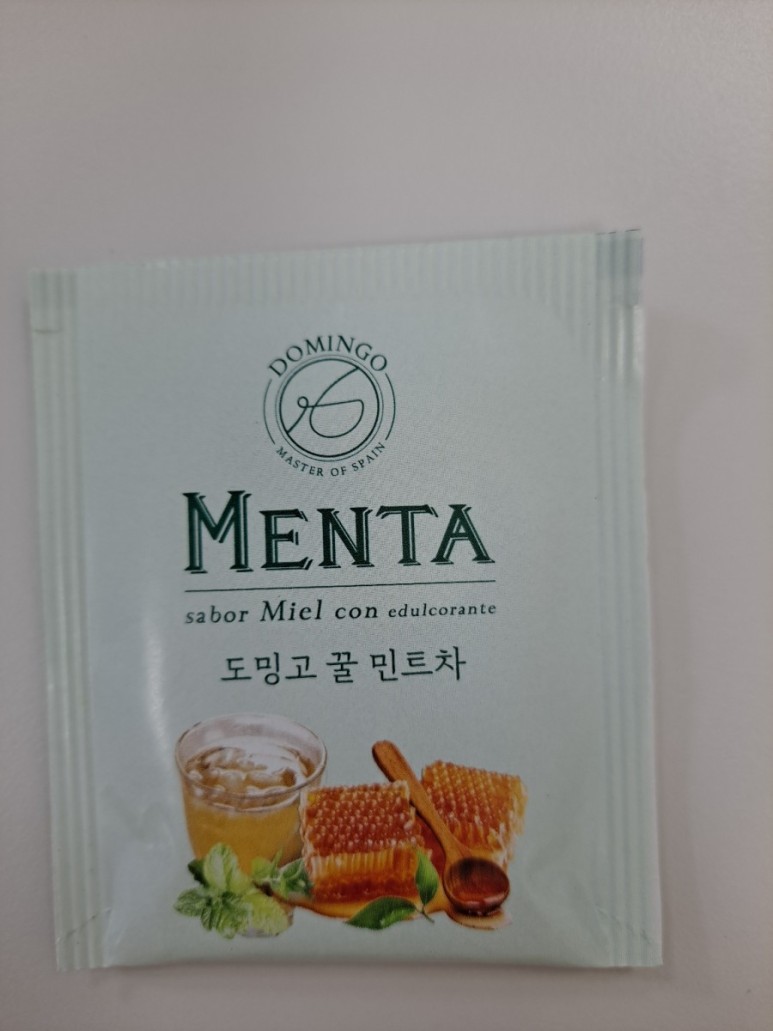 DOMINGO
MASTER OF SPAIN
MENTA
sabor Miel con edulcorante
도밍고 꿀 민트차